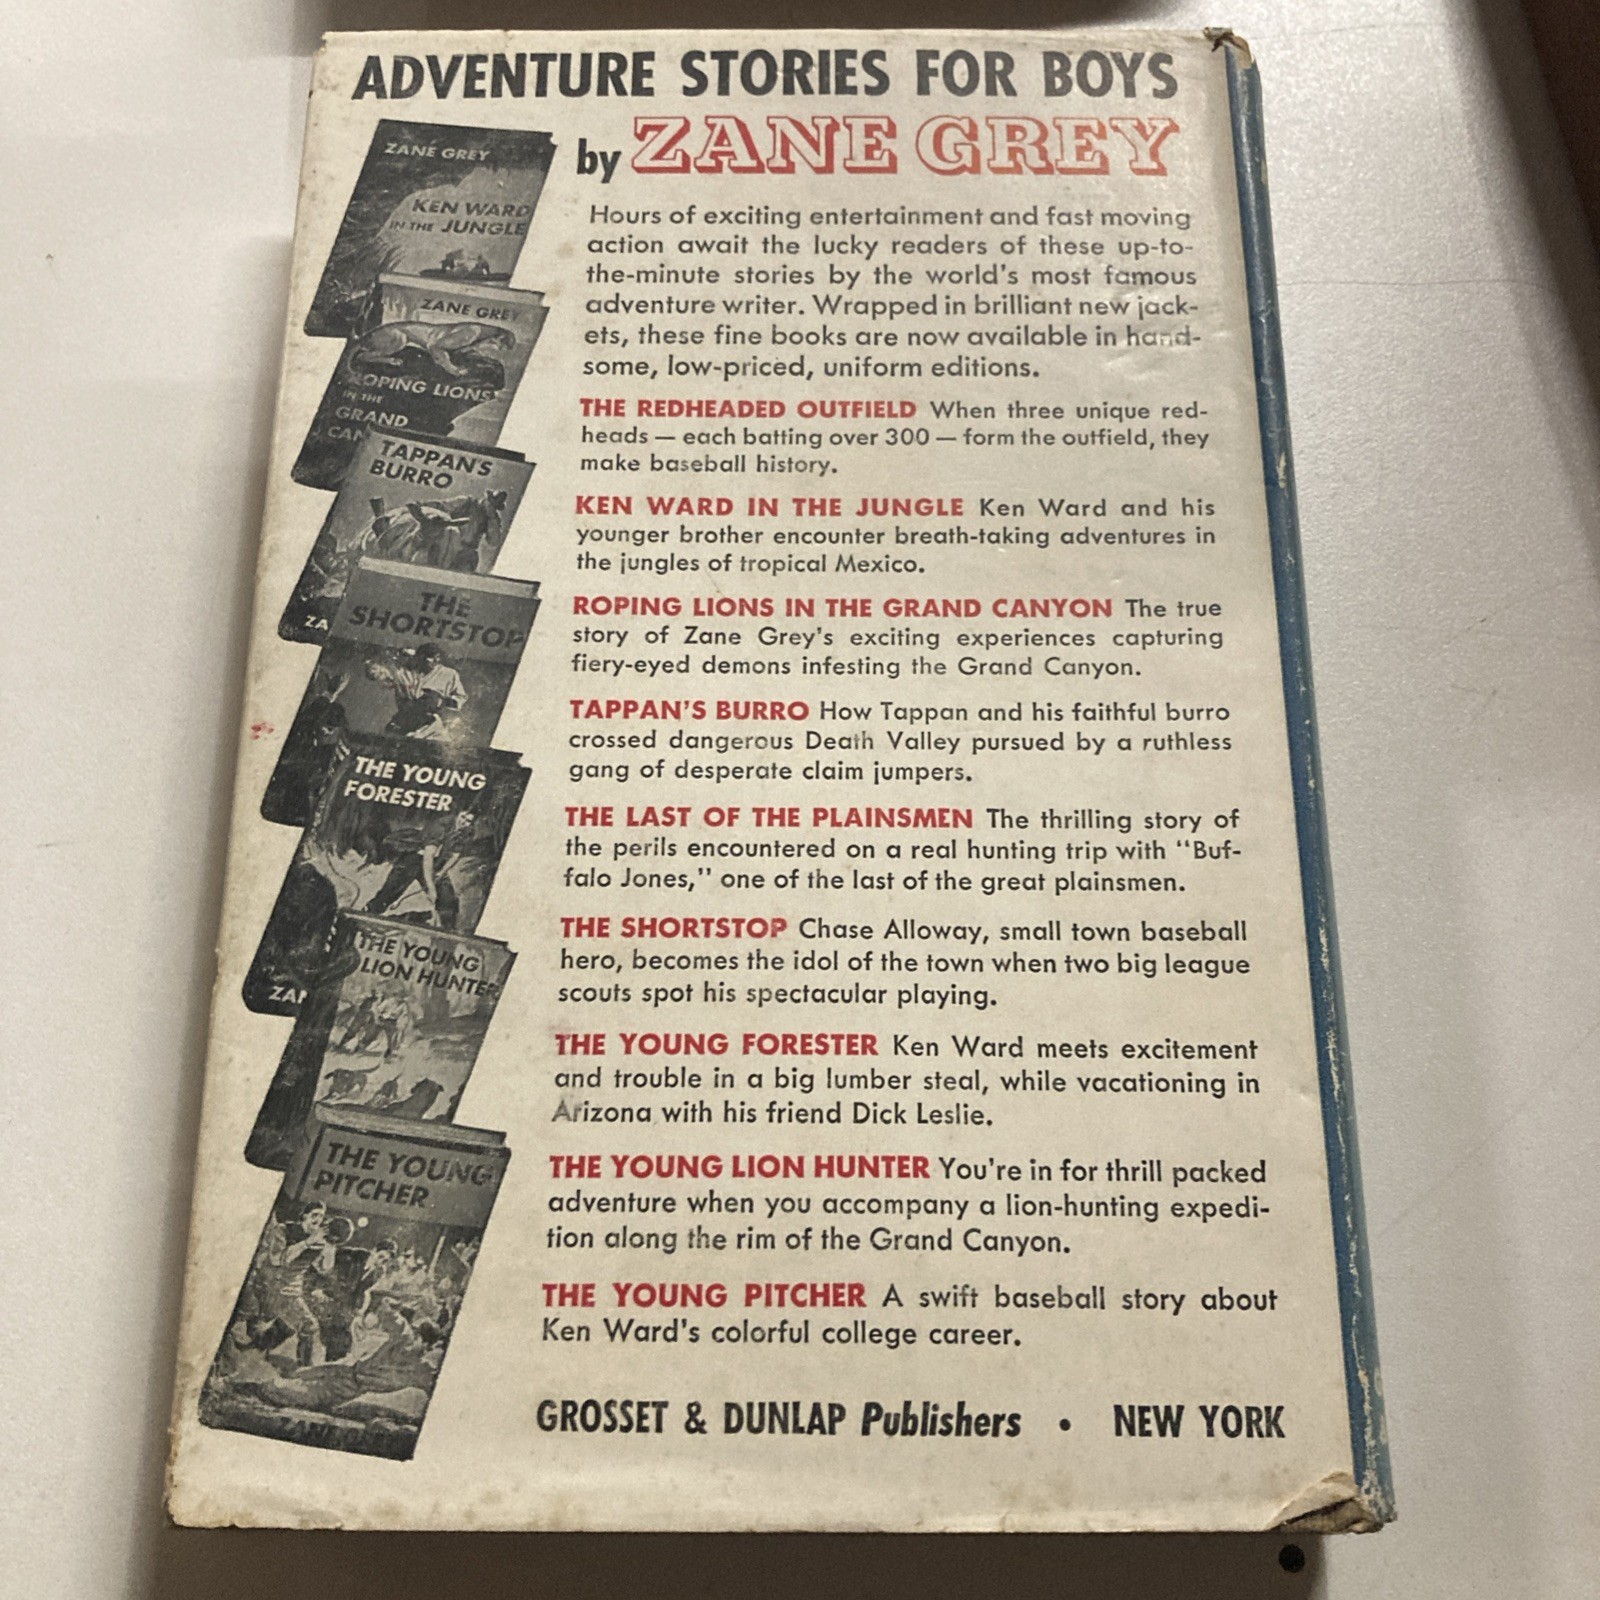 ADVENTURE STORIES FOR BOYS
by ZANE GREY
Hours of exciting entertainment and fast moving
action await the lucky readers of these up-to-
the-minute stories by the world's most famous
adventure writer. Wrapped in brilliant new jack-
ets, these fine books are now available in hand-
some, low-priced, uniform editions.
THE REDHEADED OUTFIELD When three unique red-
heads — each batting over 300 — form the outfield, they
make baseball history.
KEN WARD IN THE JUNGLE Ken Ward and his
younger brother encounter breath-taking adventures in
the jungles of tropical Mexico.
ROPING LIONS IN THE GRAND CANYON The true
story of Zane Grey's exciting experiences capturing
fiery-eyed demons infesting the Grand Canyon.
TAPPAN'S BURRO How Tappan and his faithful burro
crossed dangerous Death Valley pursued by a ruthless
gang of desperate claim jumpers.
THE LAST OF THE PLAINSMEN The thrilling story of
the perils encountered on a real hunting trip with "Buf-
falo Jones," one of the last of the great plainsmen.
THE SHORTSTOP Chase Alloway, small town baseball
hero, becomes the idol of the town when two big league
scouts spot his spectacular playing.
THE YOUNG FORESTER Ken Ward meets excitement
and trouble in a big lumber steal, while vacationing in
Arizona with his friend Dick Leslie.
THE YOUNG LION HUNTER You're in for thrill packed
adventure when you accompany a lion-hunting expedi-
tion along the rim of the Grand Canyon.
THE YOUNG PITCHER A swift baseball story about
Ken Ward's colorful college career.
GROSSET & DUNLAP Publishers • NEW YORK
ZANE GREY
KEN WARD
IN THE JUNGLE
ZANE GREY
ROPING LIONS
IN THE
GRAND
CAN
TAPPAN'S
BURRO
ZA
THE
SHORTSTOP
THE YOUNG
FORESTER
ZAN
THE YOUNG
LION HUNTER
THE YOUNG
PITCHER
ZANE